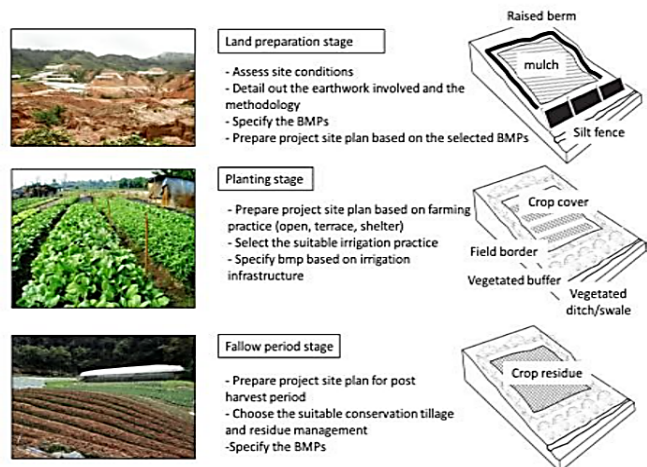 Land preparation stage
- Assess site conditions
- Detail out the earthwork involved and the
methodology
- Specify the BMPs
- Prepare project site plan based on the selected BMPs
Raised berm
mulch
Silt fence
Planting stage
- Prepare project site plan based on farming
practice (open, terrace, shelter)
- Select the suitable irrigation practice
- Specify bmp based on irrigation
infrastructure
Crop cover
Field border
Vegetated buffer
Vegetated
ditch/swale
Fallow period stage
- Prepare project site plan for post
harvest period
- Choose the suitable conservation tillage
and residue management
-Specify the BMPs
Crop residue